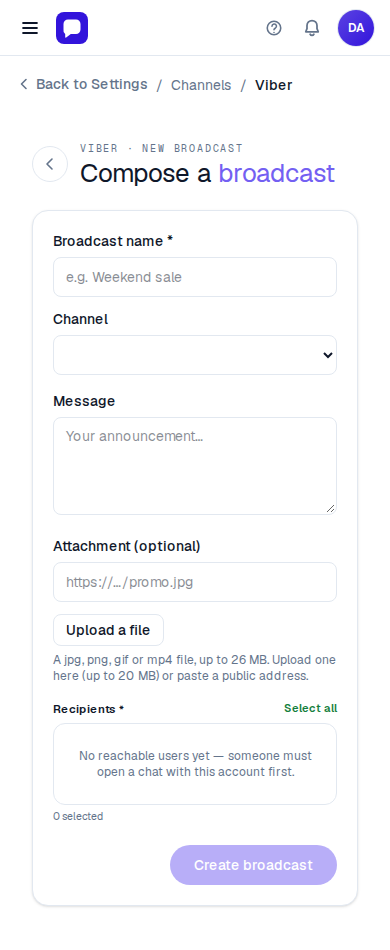 DA
Back to Settings / Channels / Viber
VIBER · NEW BROADCAST
Compose a broadcast
Broadcast name *
e.g. Weekend sale
Channel
Message
Your announcement…
Attachment (optional)
https://…/promo.jpg
Upload a file
A jpg, png, gif or mp4 file, up to 26 MB. Upload one
here (up to 20 MB) or paste a public address.
Recipients * Select all
No reachable users yet — someone must
open a chat with this account first.
0 selected
Create broadcast